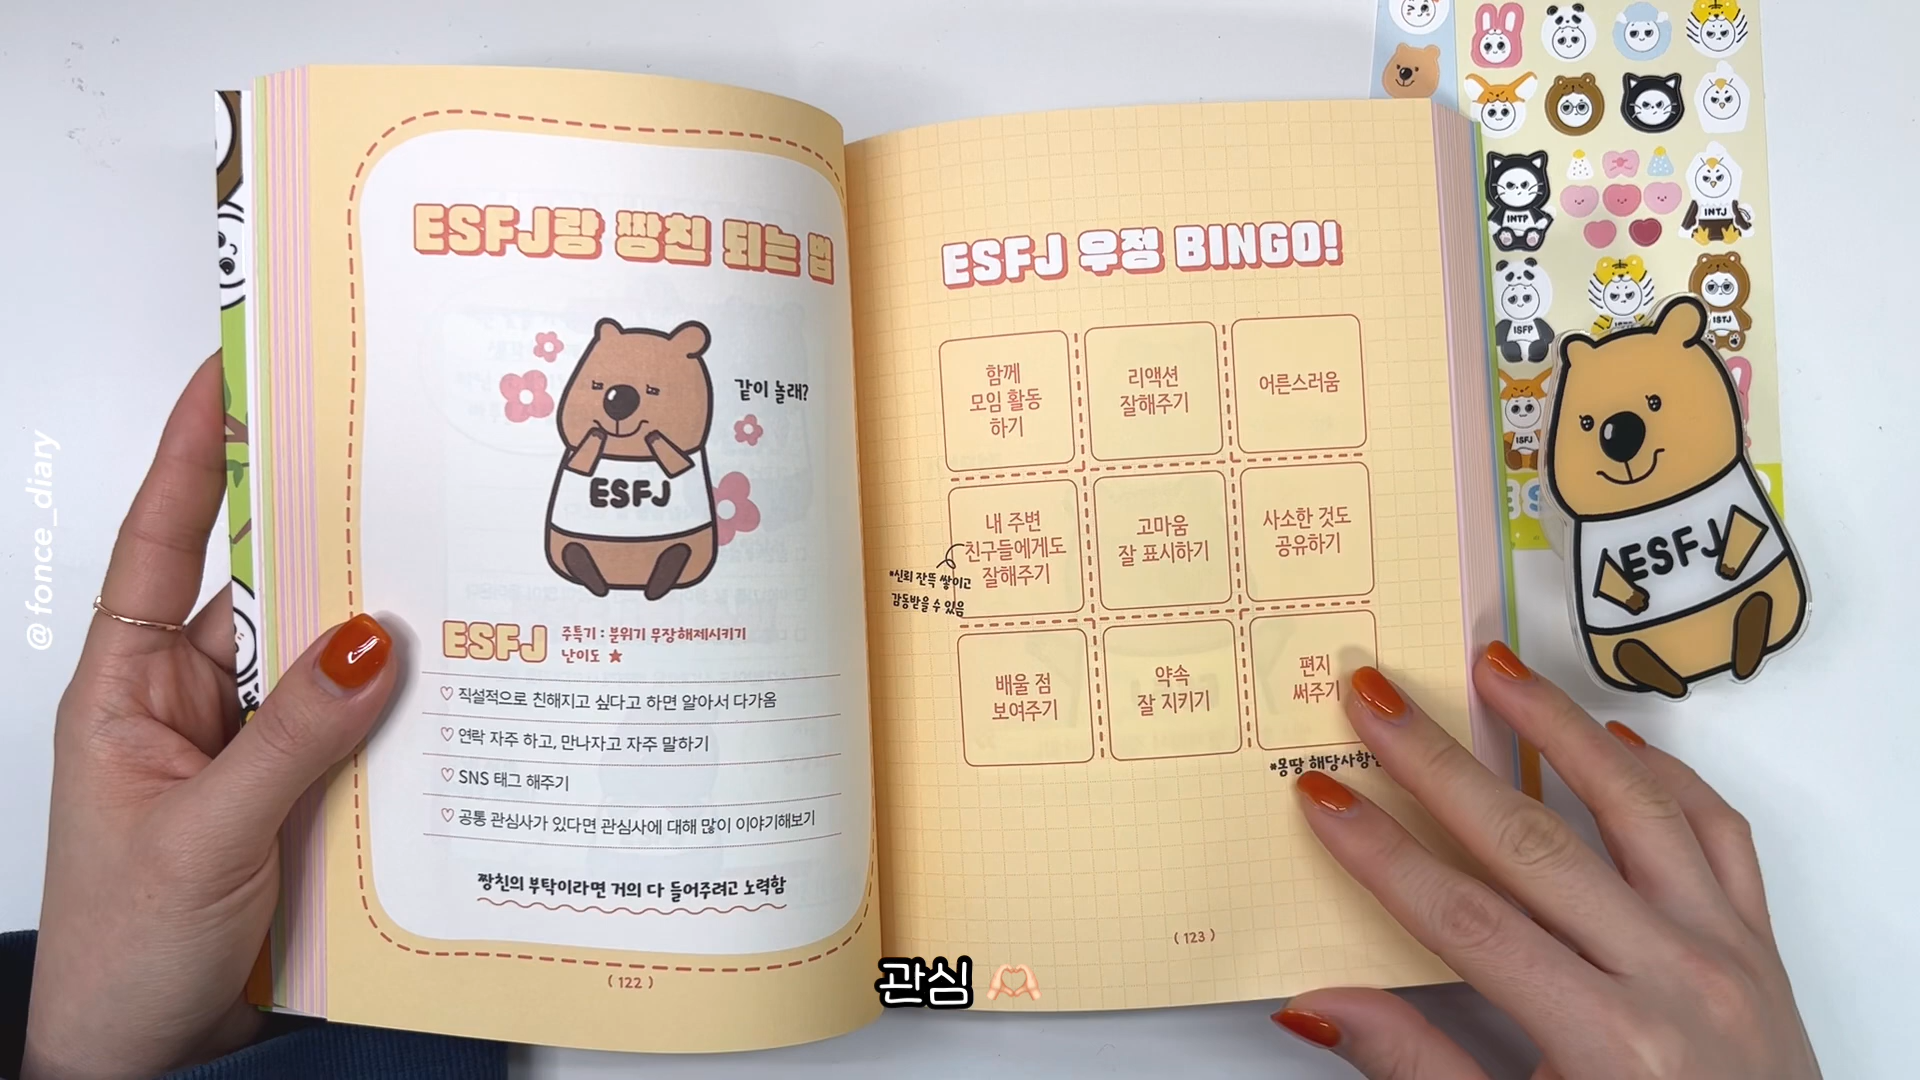 @fonce_diary
ESFJ랑 짱친 되는 법
같이 놀래?
ESFJ
ESFJ
주특기 : 분위기 무장해제시키기
난이도 ★
♡ 직설적으로 친해지고 싶다고 하면 알아서 다가옴
♡ 연락 자주 하고, 만나자고 자주 말하기
♡ SNS 태그 해주기
♡ 공통 관심사가 있다면 관심사에 대해 많이 이야기해보기
짱친의 부탁이라면 거의 다 들어주려고 노력함
( 122 )
ESFJ 우정 BINGO!
함께
모임 활동
하기
리액션
잘해주기
어른스러움
내 주변
친구들에게도
잘해주기
*신뢰 잔뜩 쌓이고
감동받을 수 있음
고마움
잘 표시하기
사소한 것도
공유하기
배울 점
보여주기
약속
잘 지키기
편지
써주기
*몽땅 해당사항
( 123 )
관심 🫶🏻
INTP
INTJ
ISFP
ISTJ
ISFJ
ESFJ